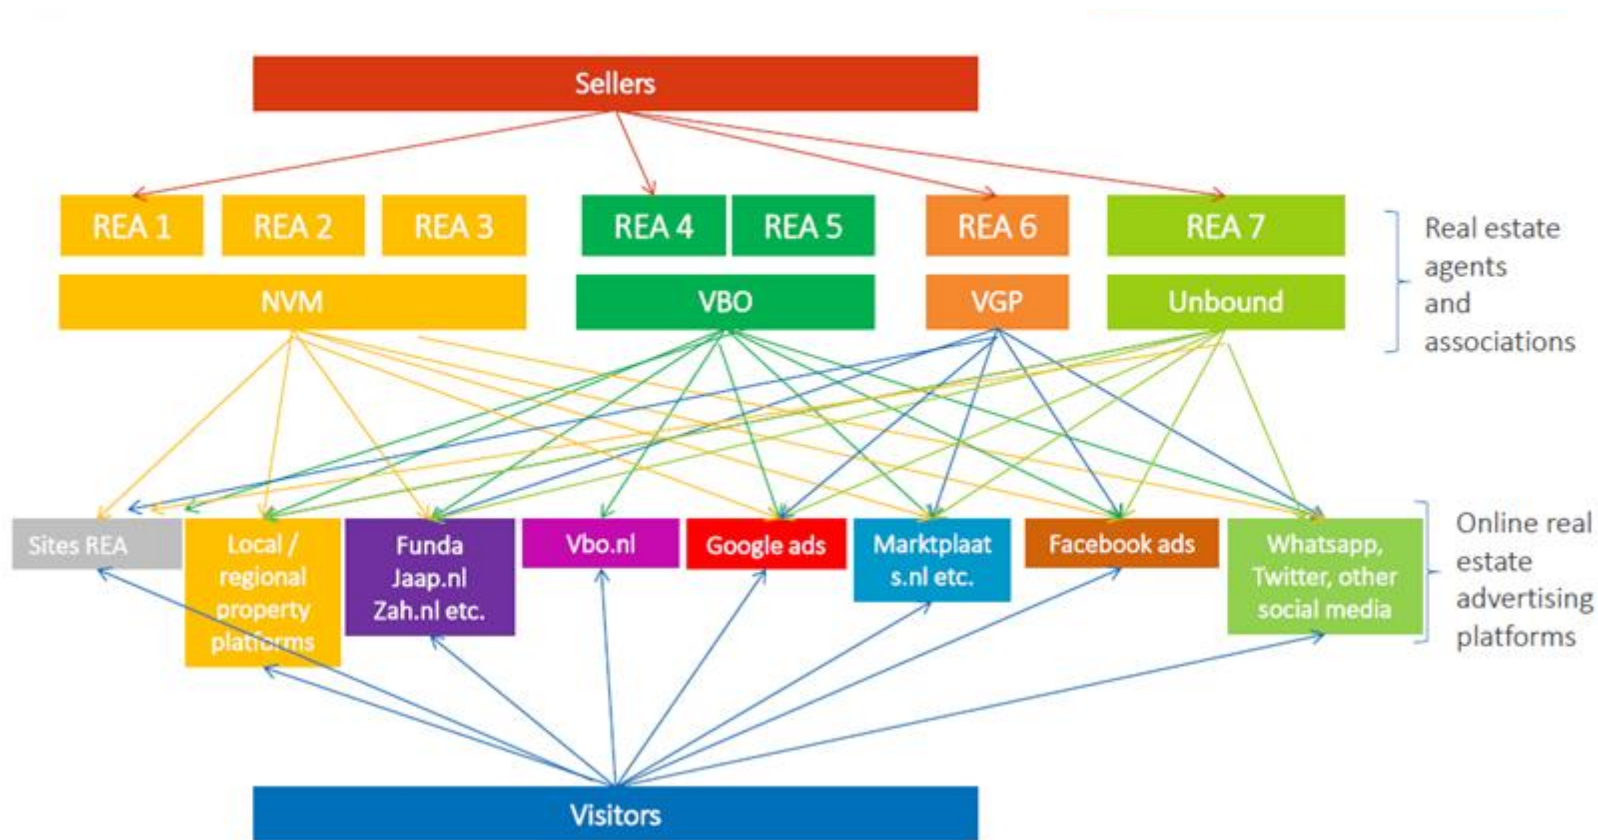 Sellers
REA 1
REA 2
REA 3
REA 4
REA 5
REA 6
REA 7
NVM
VBO
VGP
Unbound
Real estate
agents
and
associations
Sites REA
Local /
regional
property
platforms
Funda
Jaap.nl
Zah.nl etc.
Vbo.nl
Google ads
Marktplaat
s.nl etc.
Facebook ads
Whatsapp,
Twitter, other
social media
Online real
estate
advertising
platforms
Visitors